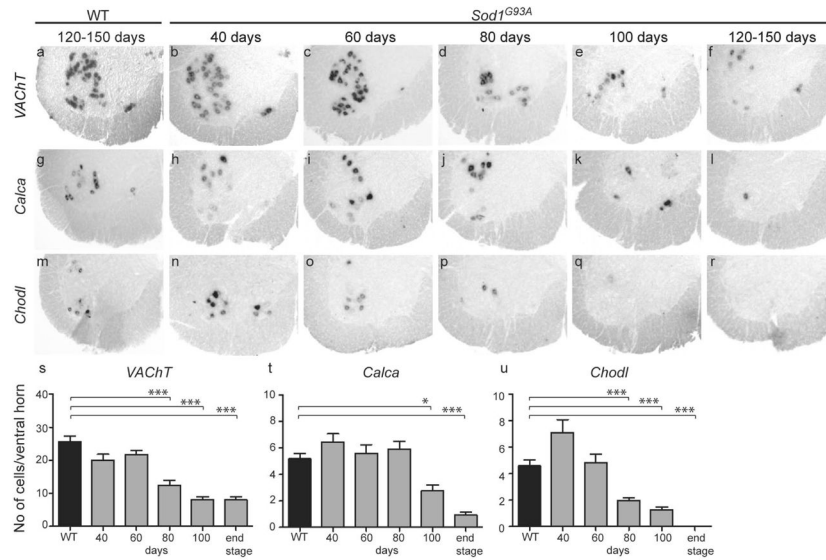 WT Sod1G93A
120-150 days 40 days 60 days 80 days 100 days 120-150 days
VAChT a b c d e f
Calca g h i j k l
Chodl m n o p q r
s VAChT t Calca u Chodl
No of cells/ventral horn
40
30
20
10
0
***
***
***
WT 40 60 80 100 end stage
days
10
8
6
4
2
0
*
***
WT 40 60 80 100 end stage
days
10
8
6
4
2
0
***
***
***
WT 40 60 80 100 end stage
days